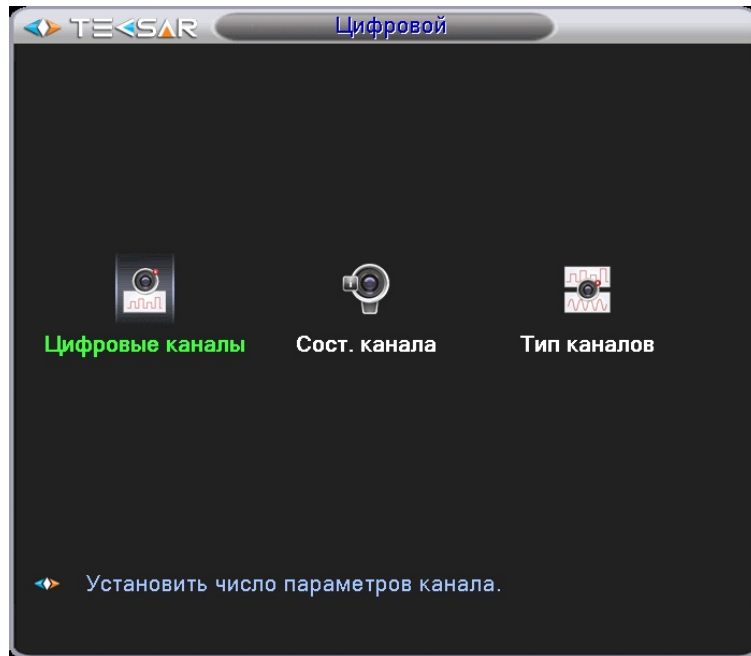 TECSAR
Цифровой
Цифровые каналы
Сост. канала
Тип каналов
Установить число параметров канала.